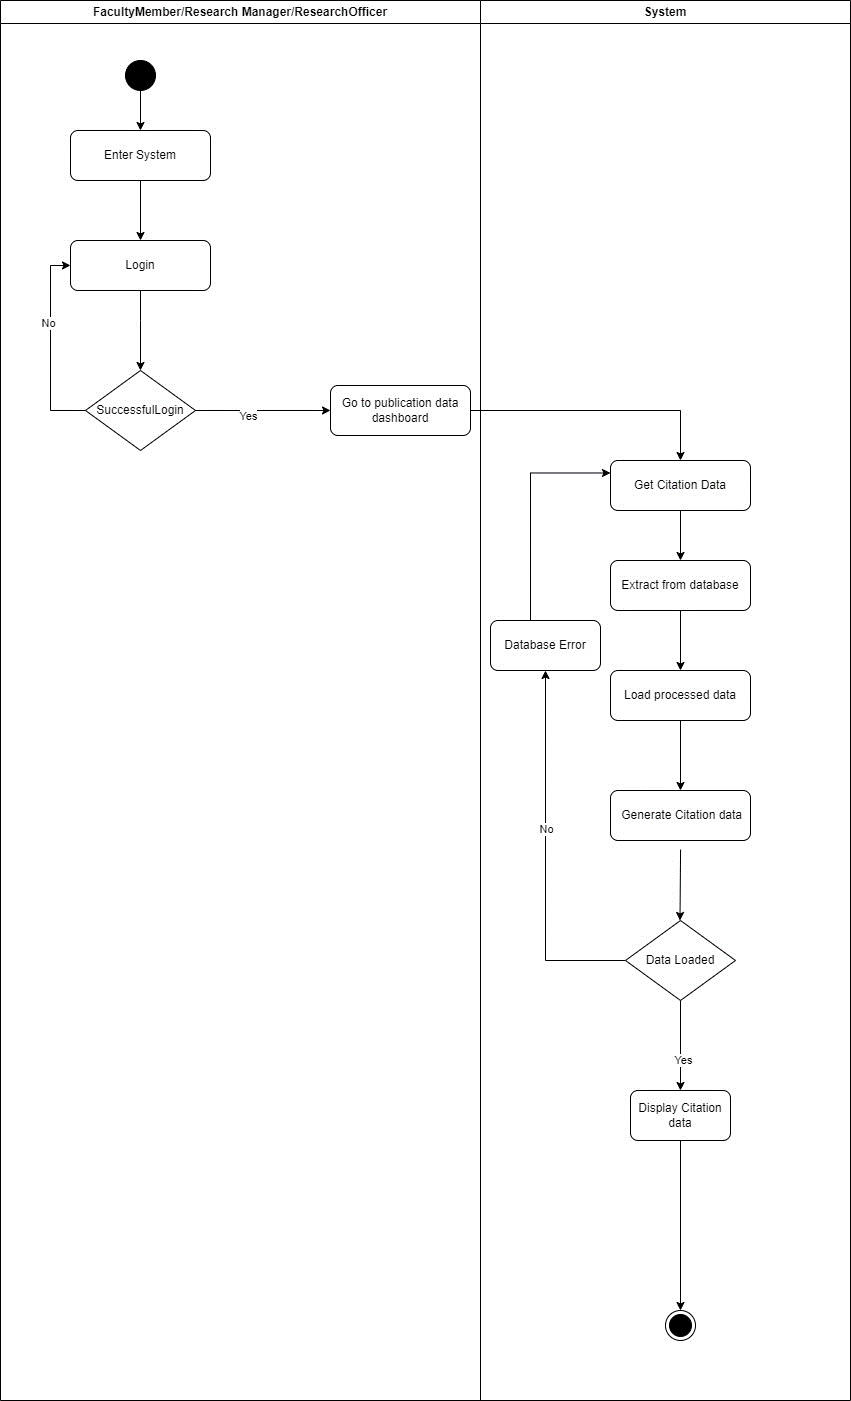 FacultyMember/Research Manager/ResearchOfficer
System
Enter System
Login
No
SuccessfulLogin
Yes
Go to publication data
dashboard
Get Citation Data
Extract from database
Database Error
Load processed data
Generate Citation data
No
Data Loaded
Yes
Display Citation
data